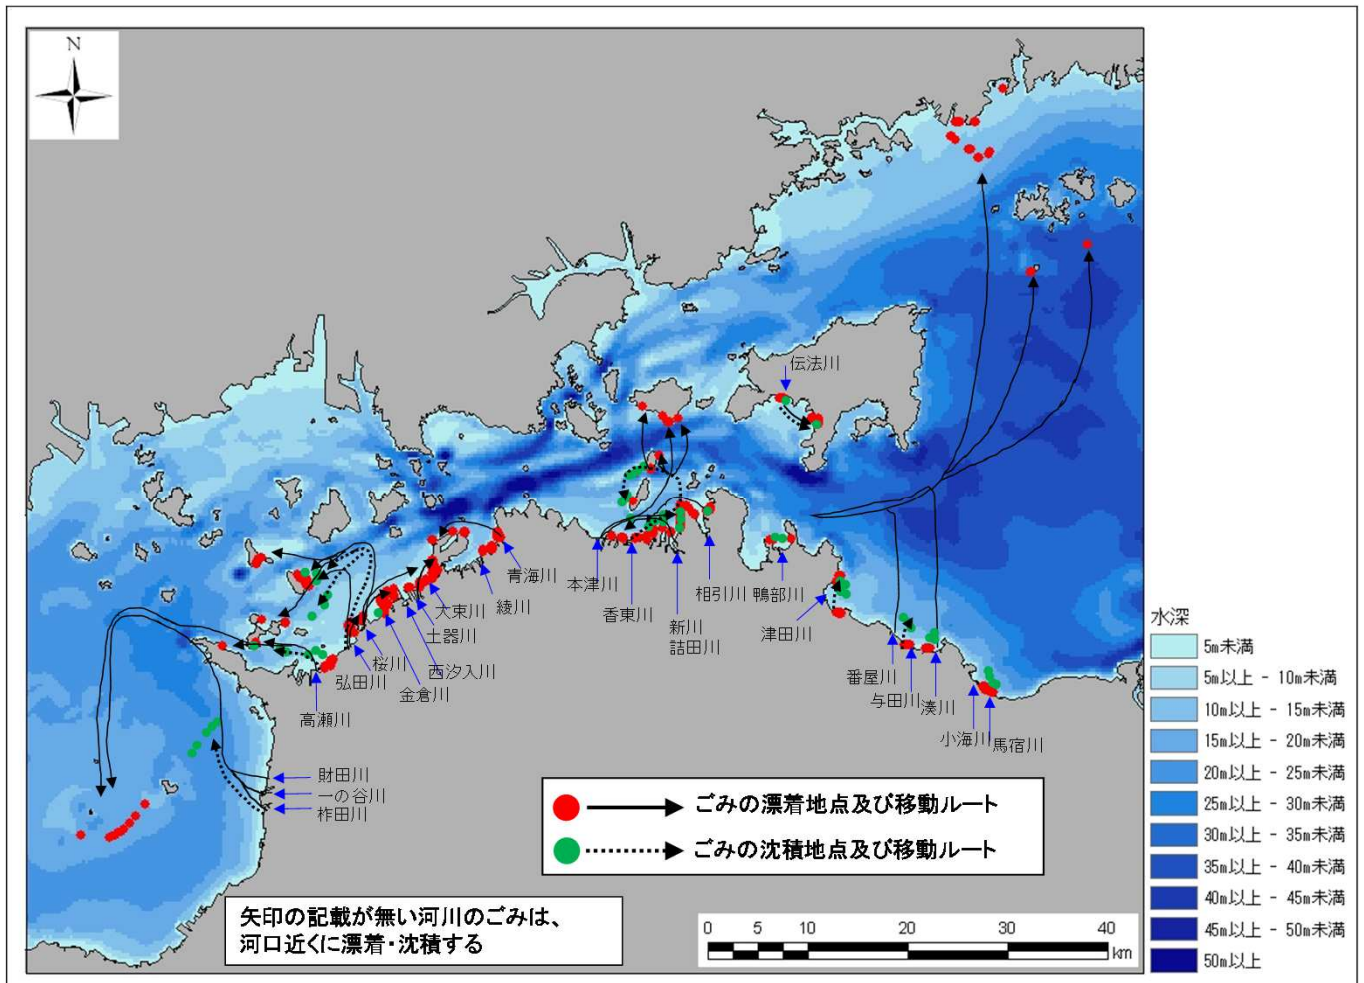 N
伝法川
青海川
綾川
大束川
土器川
西汐入川
金倉川
桜川
弘田川
高瀬川
本津川
香東川
新川
詰田川
相引川
鴨部川
津田川
番屋川
与田川
湊川
小海川
馬宿川
財田川
一の谷川
柞田川
ごみの漂着地点及び移動ルート
ごみの沈積地点及び移動ルート
矢印の記載が無い河川のごみは、
河口近くに漂着・沈積する
0 5 10 20 30 40
km
水深
5m未満
5m以上 - 10m未満
10m以上 - 15m未満
15m以上 - 20m未満
20m以上 - 25m未満
25m以上 - 30m未満
30m以上 - 35m未満
35m以上 - 40m未満
40m以上 - 45m未満
45m以上 - 50m未満
50m以上